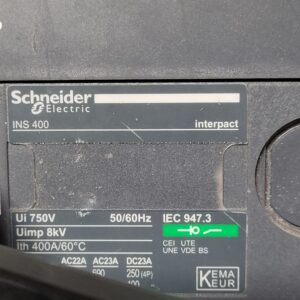 Schneider
Electric
INS 400
interpact
Ui 750V 50/60Hz IEC 947.3
Uimp 8kV
Ith 400A/60°C CEI UTE
UNE VDE BS
AC22A AC23A DC23A
690 250 (4P)
KEMA
KEUR